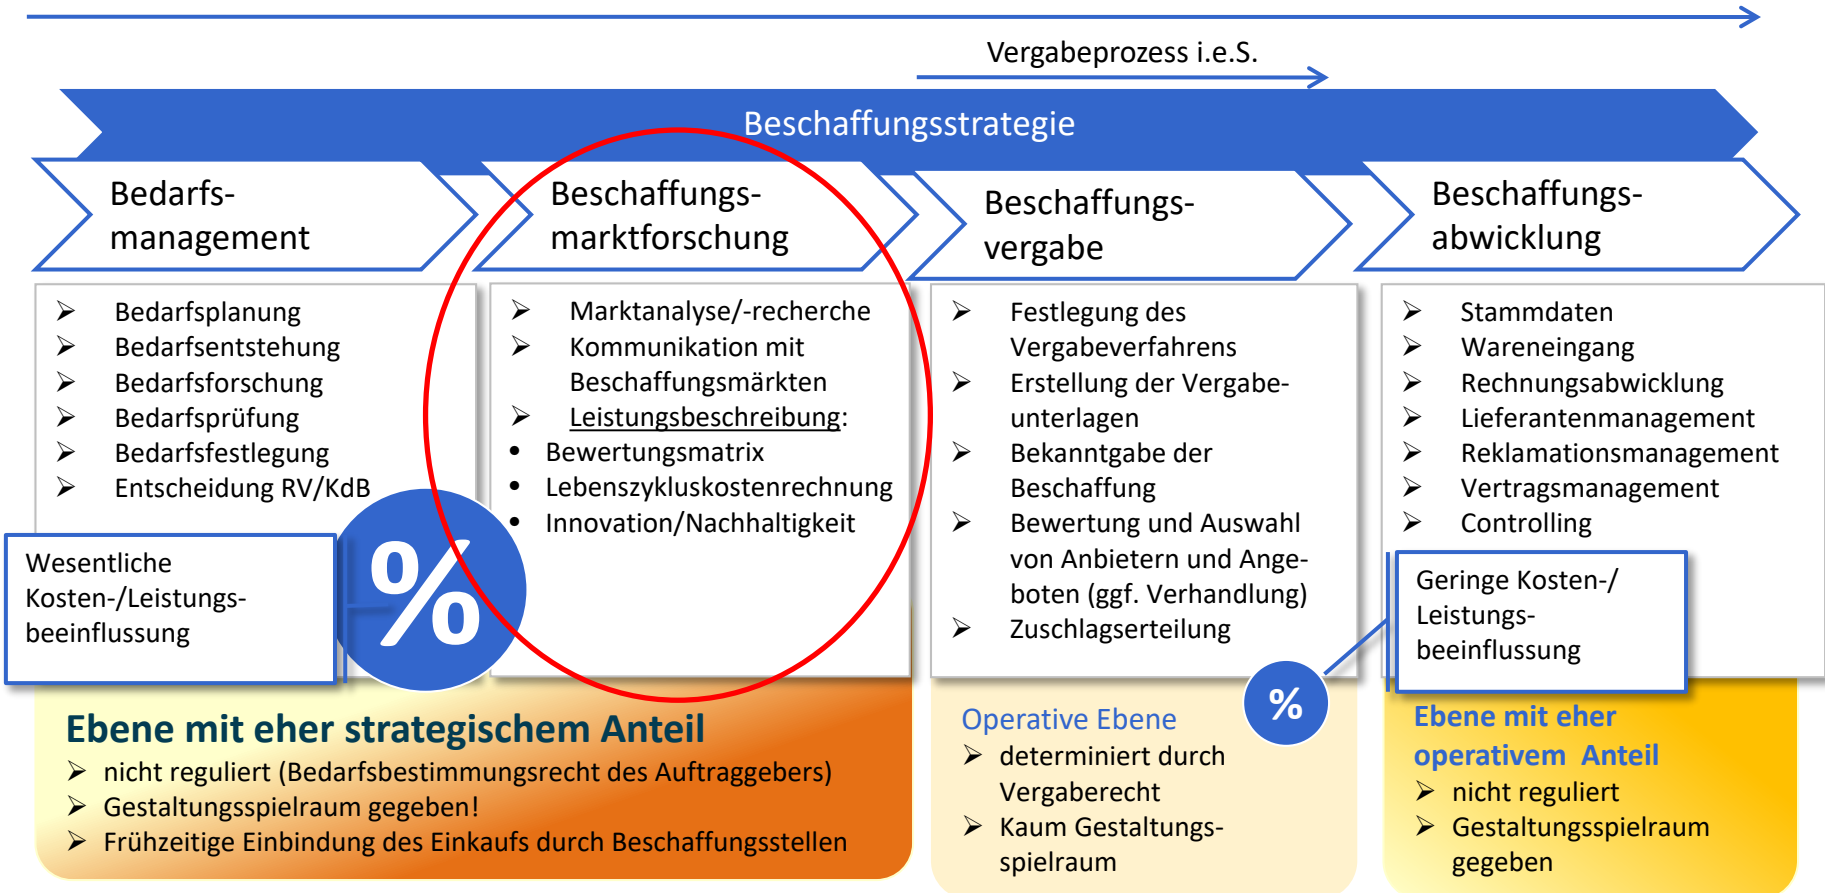 Vergabeprozess i.e.S.
Beschaffungsstrategie
Bedarfs-
management
Beschaffungs-
marktforschung
Beschaffungs-
vergabe
Beschaffungs-
abwicklung
➢ Bedarfsplanung
➢ Bedarfsentstehung
➢ Bedarfsforschung
➢ Bedarfsprüfung
➢ Bedarfsfestlegung
➢ Entscheidung RV/KdB
➢ Marktanalyse/-recherche
➢ Kommunikation mit
Beschaffungsmärkten
➢ Leistungsbeschreibung:
• Bewertungsmatrix
• Lebenszykluskostenrechnung
• Innovation/Nachhaltigkeit
➢ Festlegung des
Vergabeverfahrens
➢ Erstellung der Vergabe-
unterlagen
➢ Bekanntgabe der
Beschaffung
➢ Bewertung und Auswahl
von Anbietern und Ange-
boten (ggf. Verhandlung)
➢ Zuschlagserteilung
➢ Stammdaten
➢ Wareneingang
➢ Rechnungsabwicklung
➢ Lieferantenmanagement
➢ Reklamationsmanagement
➢ Vertragsmanagement
➢ Controlling
Wesentliche
Kosten-/Leistungs-
beeinflussung
%
Geringe Kosten-/
Leistungs-
beeinflussung
%
Ebene mit eher strategischem Anteil
➢ nicht reguliert (Bedarfsbestimmungsrecht des Auftraggebers)
➢ Gestaltungsspielraum gegeben!
➢ Frühzeitige Einbindung des Einkaufs durch Beschaffungsstellen
Operative Ebene
➢ determiniert durch
Vergaberecht
➢ Kaum Gestaltungs-
spielraum
Ebene mit eher
operativem Anteil
➢ nicht reguliert
➢ Gestaltungsspielraum
gegeben